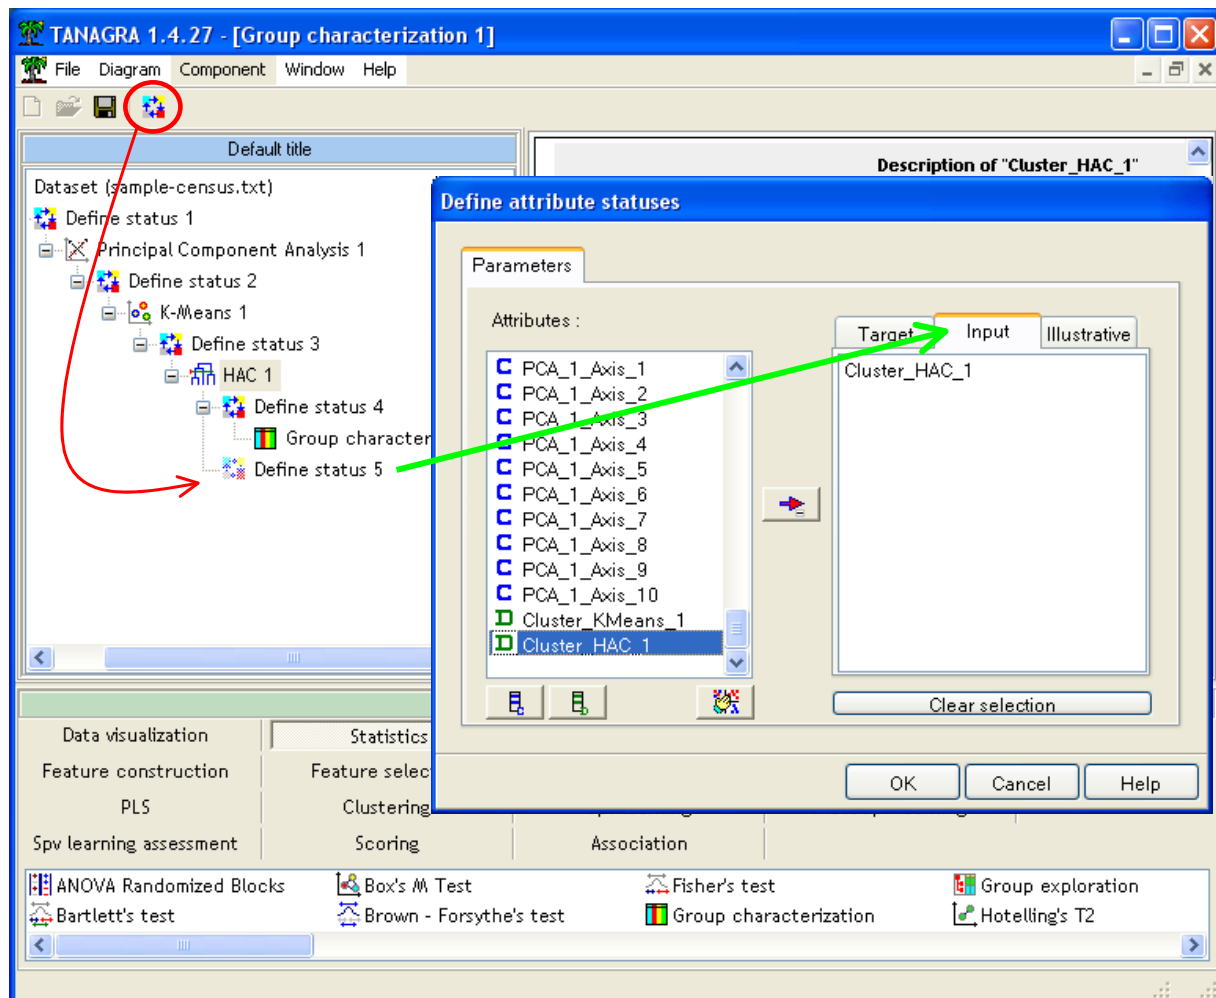 TANAGRA 1.4.27 - [Group characterization 1]
File Diagram Component Window Help
Default title
Description of "Cluster_HAC_1"
Dataset (sample-census.txt)
Define status 1
Principal Component Analysis 1
Define status 2
K-Means 1
Define status 3
HAC 1
Define status 4
Group character
Define status 5
Define attribute statuses
Parameters
Attributes :
Target Input Illustrative
PCA_1_Axis_1
PCA_1_Axis_2
PCA_1_Axis_3
PCA_1_Axis_4
PCA_1_Axis_5
PCA_1_Axis_6
PCA_1_Axis_7
PCA_1_Axis_8
PCA_1_Axis_9
PCA_1_Axis_10
Cluster_KMeans_1
Cluster_HAC_1
Cluster_HAC_1
Clear selection
OK Cancel Help
Data visualization Statistics
Feature construction Feature selec
PLS Clustering
Spv learning assessment Scoring Association
ANOVA Randomized Blocks Box's M Test Fisher's test Group exploration
Bartlett's test Brown - Forsythe's test Group characterization Hotelling's T2